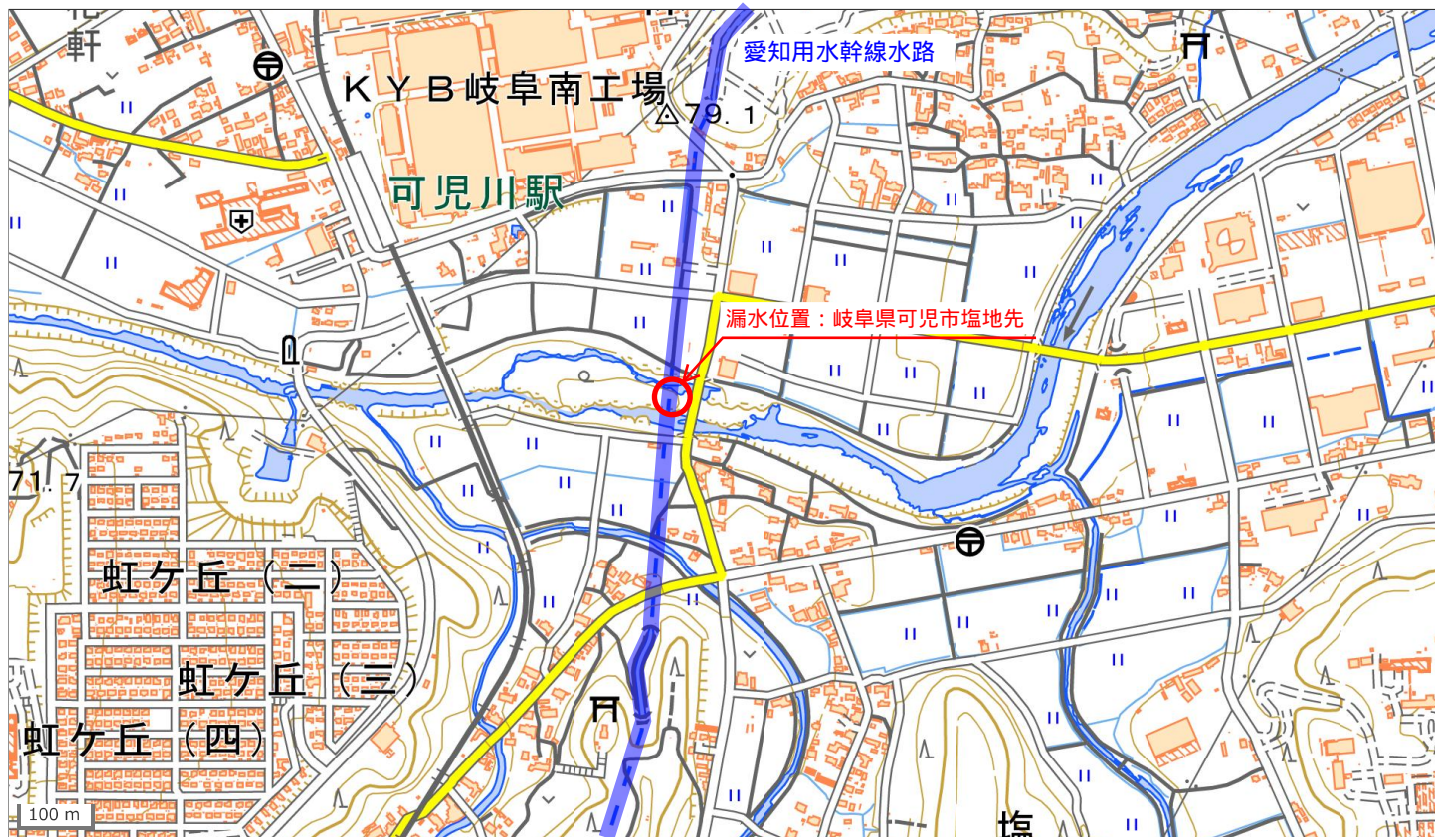 軒
愛知用水幹線水路
KYB岐阜南工場
79.1
可児川駅
漏水位置：岐阜県可児市塩地先
71.7
虹ケ丘(二)
虹ケ丘(三)
虹ケ丘(四)
100 m
塩